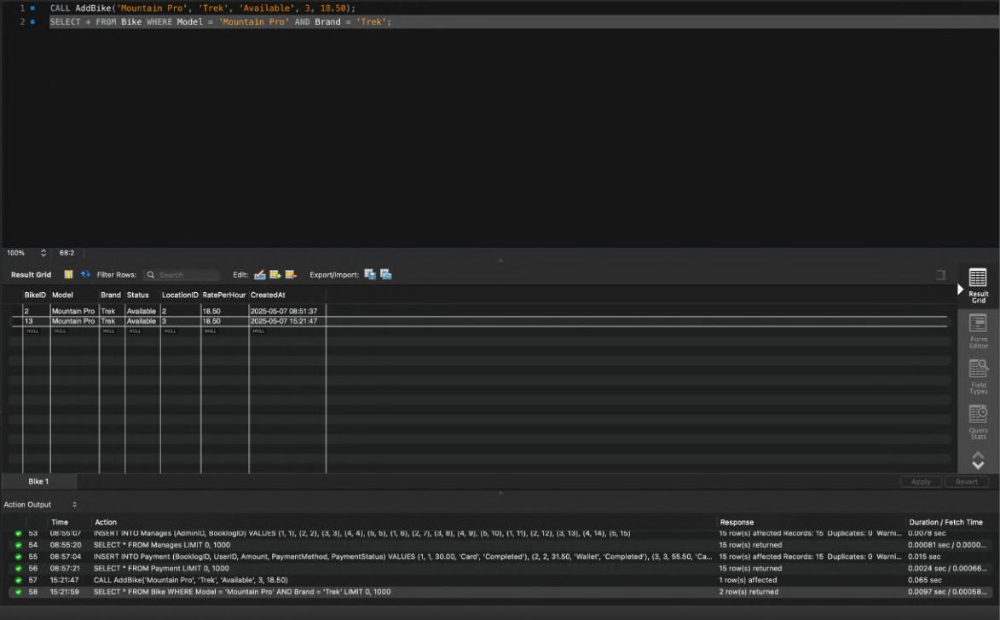 1 CALL AddBike('Mountain Pro', 'Trek', 'Available', 3, 18.50);
2 SELECT * FROM Bike WHERE Model = 'Mountain Pro' AND Brand = 'Trek';
100% 68:2
Result Grid Filter Rows: Search Edit: Export/Import:
Result Grid
Form Editor
Field Types
Query Stats
BikeID Model Brand Status LocationID RatePerHour CreatedAt
2 Mountain Pro Trek Available 2 18.50 2025-05-07 08:51:37
13 Mountain Pro Trek Available 3 18.50 2025-05-07 15:21:47
NULL NULL NULL NULL NULL NULL NULL
Bike 1 Apply Revert
Action Output
Time Action Response Duration / Fetch Time
53 08:55:07 INSERT INTO Manages (AdminID, BooklogID) VALUES (1, 1), (2, 2), (3, 3), (4, 4), (5, 5), (1, 6), (2, 7), (3, 8), (4, 9), (5, 10), (1, 11), (2, 12), (3, 13), (4, 14), (5, 15) 15 row(s) affected Records: 15 Duplicates: 0 Warni... 0.0078 sec
54 08:55:20 SELECT * FROM Manages LIMIT 0, 1000 15 row(s) returned 0.00081 sec / 0.0000...
55 08:57:04 INSERT INTO Payment (BooklogID, UserID, Amount, PaymentMethod, PaymentStatus) VALUES (1, 1, 30.00, 'Card', 'Completed'), (2, 2, 31.50, 'Wallet', 'Completed'), (3, 3, 55.50, 'Ca... 15 row(s) affected Records: 15 Duplicates: 0 Warni... 0.015 sec
56 08:57:21 SELECT * FROM Payment LIMIT 0, 1000 15 row(s) returned 0.0024 sec / 0.00066...
57 15:21:47 CALL AddBike('Mountain Pro', 'Trek', 'Available', 3, 18.50) 1 row(s) affected 0.065 sec
58 15:21:59 SELECT * FROM Bike WHERE Model = 'Mountain Pro' AND Brand = 'Trek' LIMIT 0, 1000 2 row(s) returned 0.0097 sec / 0.00058...